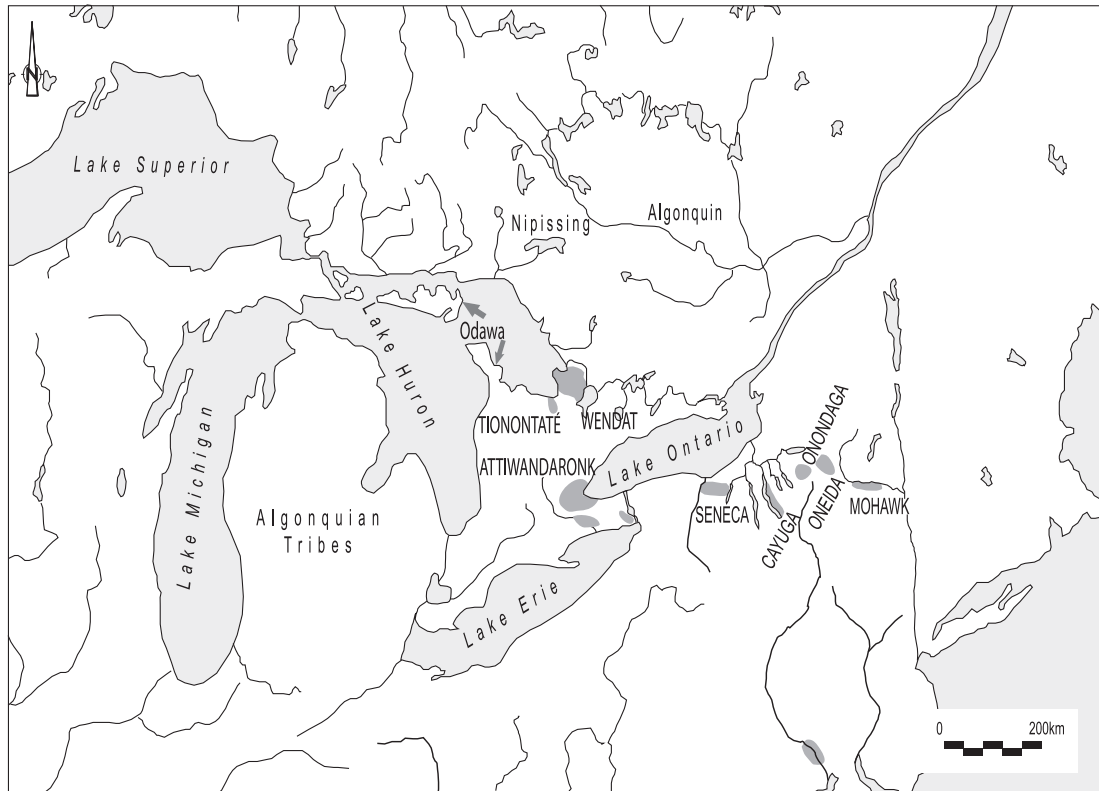 N
Lake Superior
Nipissing
Algonquin
Odawa
Lake Huron
TIONONTATÉ
WENDAT
Lake Michigan
ATTIWANDARONK
Lake Ontario
ONONDAGA
Algonquian
Tribes
SENECA
CAYUGA
ONEIDA
MOHAWK
Lake Erie
0
200km